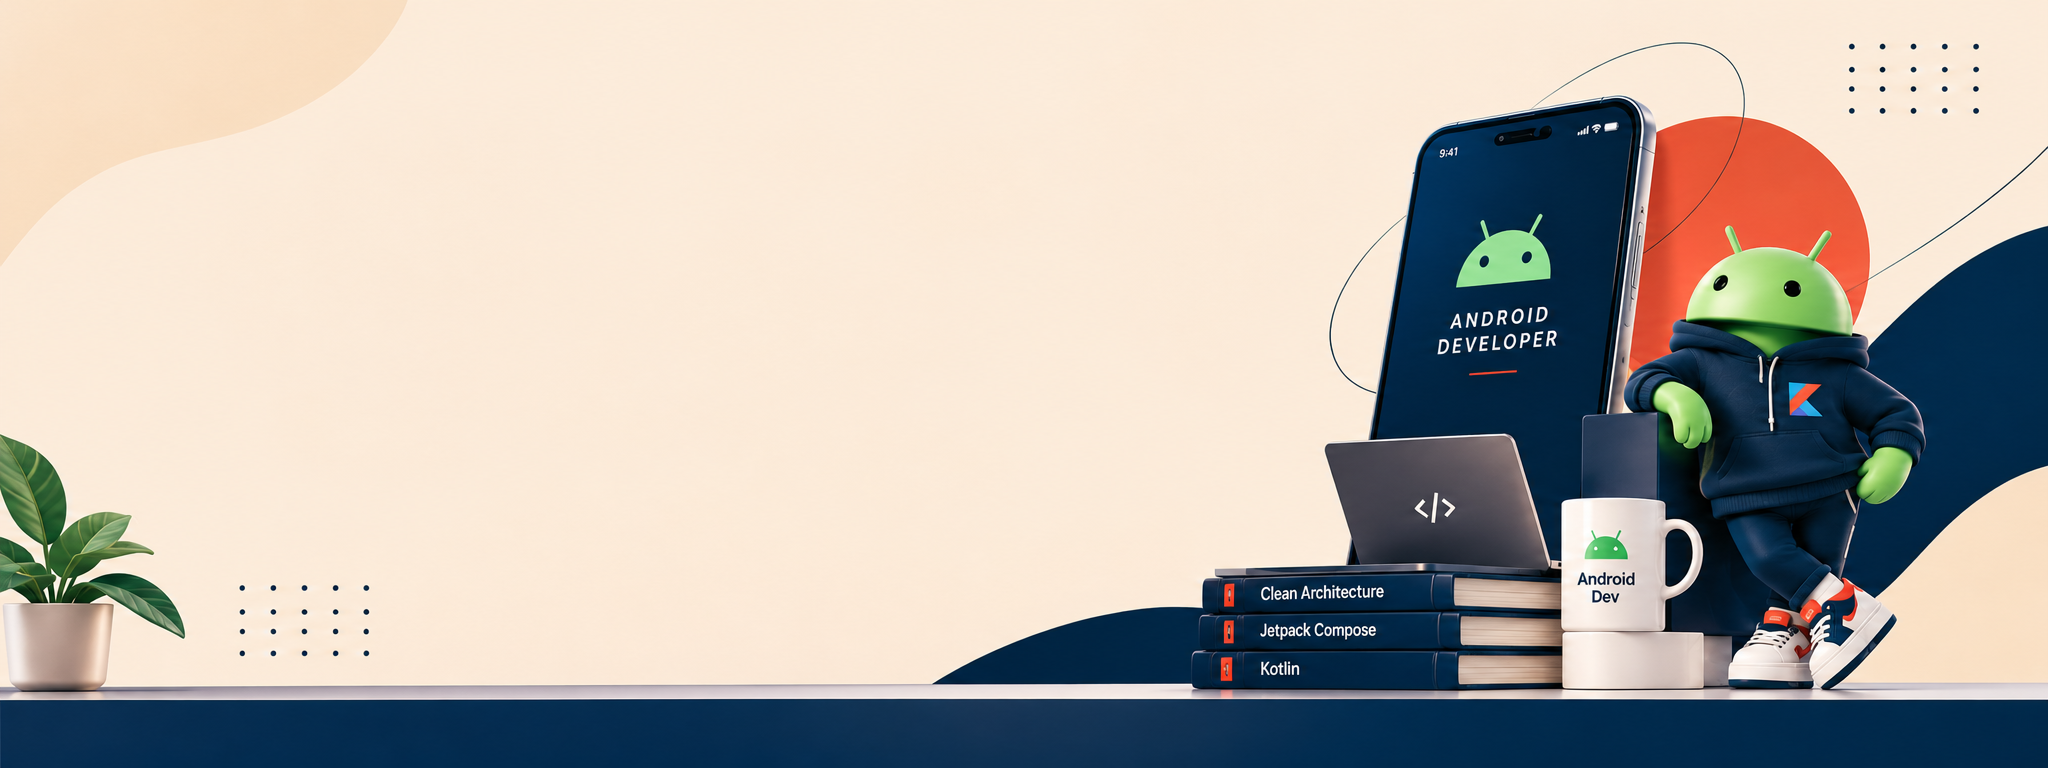 9:41
ANDROID
DEVELOPER
</>
Clean Architecture
Jetpack Compose
Kotlin
Android
Dev